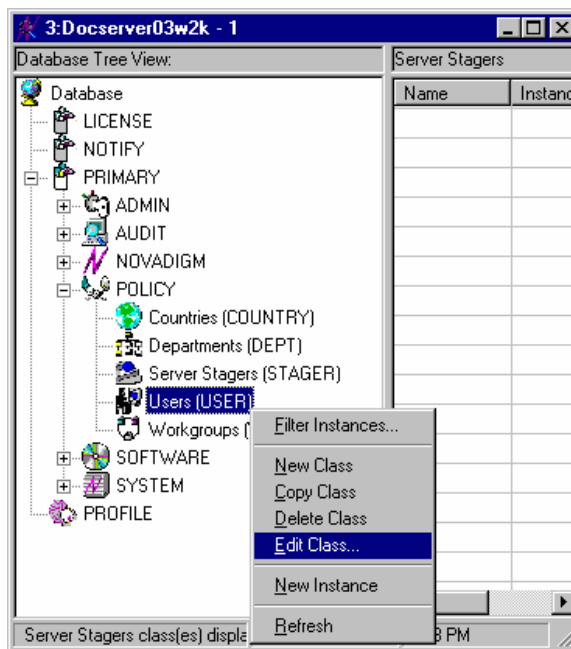 3:Docserver03w2k - 1
Database Tree View:
Server Stagers
Database
Name
LICENSE
NOTIFY
PRIMARY
ADMIN
AUDIT
NOVADIGM
POLICY
Countries (COUNTRY)
Departments (DEPT)
Server Stagers (STAGER)
Users (USER)
Workgroups (
Filter Instances...
SOFTWARE
New Class
SYSTEM
Copy Class
PROFILE
Delete Class
Edit Class...
New Instance
Refresh
Server Stagers class(es) displa
PM